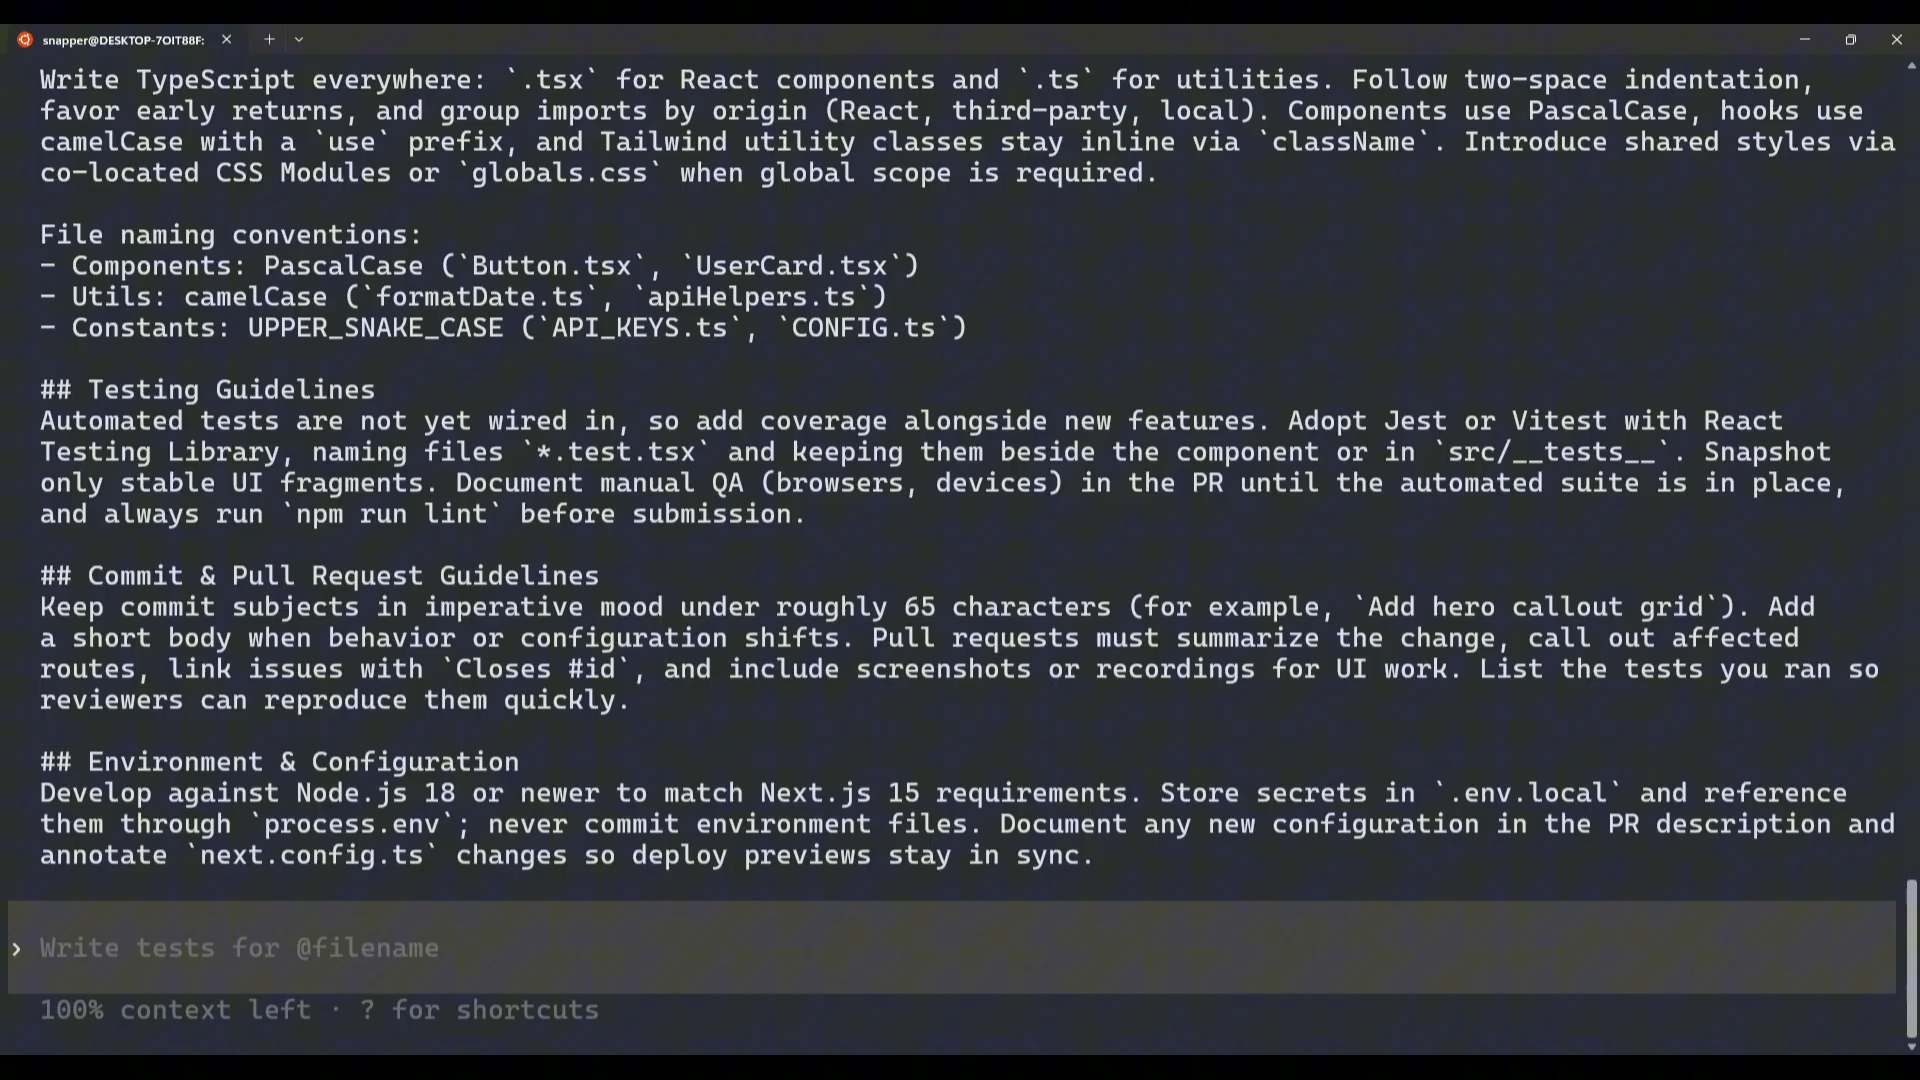 snapper@DESKTOP-7OIT88F:
Write TypeScript everywhere: `.tsx` for React components and `.ts` for utilities. Follow two-space indentation,
favor early returns, and group imports by origin (React, third-party, local). Components use PascalCase, hooks use
camelCase with a `use` prefix, and Tailwind utility classes stay inline via `className`. Introduce shared styles via
co-located CSS Modules or `globals.css` when global scope is required.
File naming conventions:
- Components: PascalCase (`Button.tsx`, `UserCard.tsx`)
- Utils: camelCase (`formatDate.ts`, `apiHelpers.ts`)
- Constants: UPPER_SNAKE_CASE (`API_KEYS.ts`, `CONFIG.ts`)
## Testing Guidelines
Automated tests are not yet wired in, so add coverage alongside new features. Adopt Jest or Vitest with React
Testing Library, naming files `*.test.tsx` and keeping them beside the component or in `src/__tests__`. Snapshot
only stable UI fragments. Document manual QA (browsers, devices) in the PR until the automated suite is in place,
and always run `npm run lint` before submission.
## Commit & Pull Request Guidelines
Keep commit subjects in imperative mood under roughly 65 characters (for example, `Add hero callout grid`). Add
a short body when behavior or configuration shifts. Pull requests must summarize the change, call out affected
routes, link issues with `Closes #id`, and include screenshots or recordings for UI work. List the tests you ran so
reviewers can reproduce them quickly.
## Environment & Configuration
Develop against Node.js 18 or newer to match Next.js 15 requirements. Store secrets in `.env.local` and reference
them through `process.env`; never commit environment files. Document any new configuration in the PR description and
annotate `next.config.ts` changes so deploy previews stay in sync.
› Write tests for @filename
100% context left · ? for shortcuts